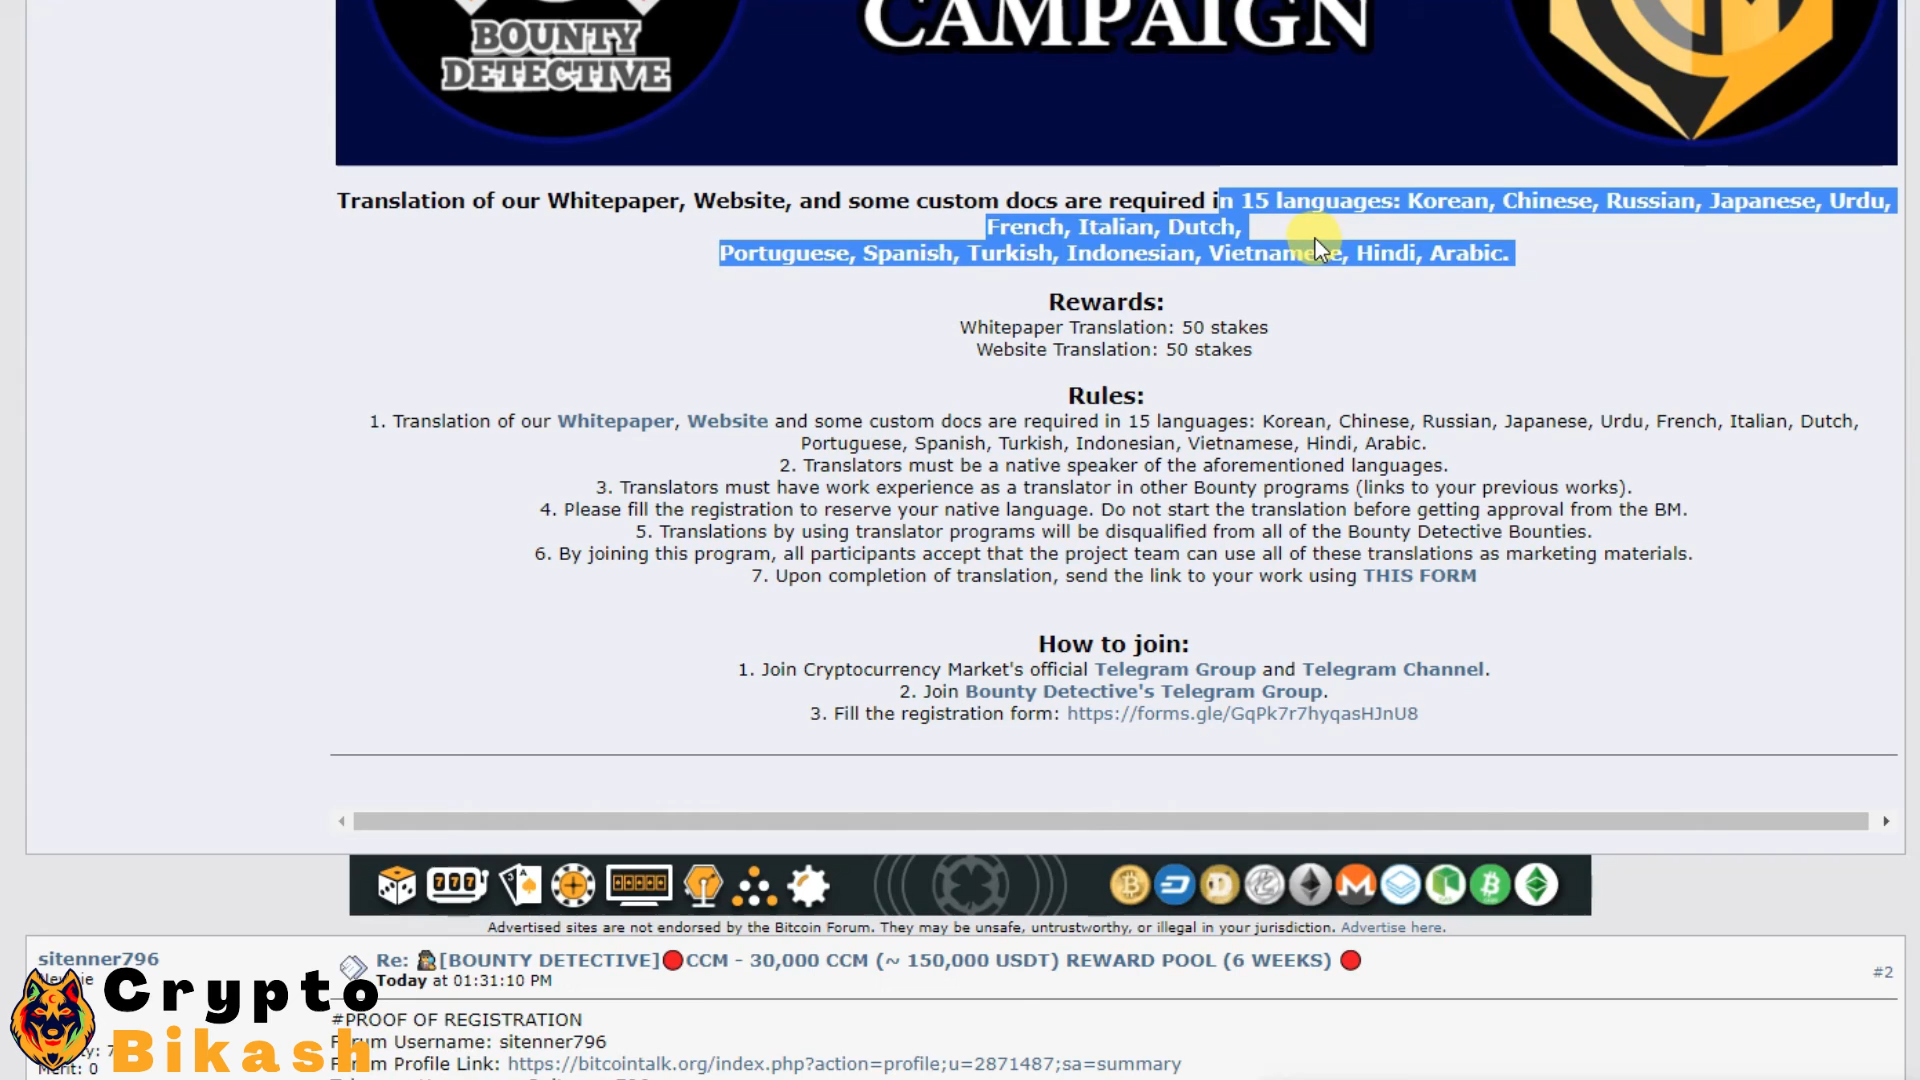 BOUNTY
DETECTIVE
CAMPAIGN
Translation of our Whitepaper, Website, and some custom docs are required in 15 languages: Korean, Chinese, Russian, Japanese, Urdu,
French, Italian, Dutch,
Portuguese, Spanish, Turkish, Indonesian, Vietnamese, Hindi, Arabic.
Rewards:
Whitepaper Translation: 50 stakes
Website Translation: 50 stakes
Rules:
1. Translation of our Whitepaper, Website and some custom docs are required in 15 languages: Korean, Chinese, Russian, Japanese, Urdu, French, Italian, Dutch,
Portuguese, Spanish, Turkish, Indonesian, Vietnamese, Hindi, Arabic.
2. Translators must be a native speaker of the aforementioned languages.
3. Translators must have work experience as a translator in other Bounty programs (links to your previous works).
4. Please fill the registration to reserve your native language. Do not start the translation before getting approval from the BM.
5. Translations by using translator programs will be disqualified from all of the Bounty Detective Bounties.
6. By joining this program, all participants accept that the project team can use all of these translations as marketing materials.
7. Upon completion of translation, send the link to your work using THIS FORM
How to join:
1. Join Cryptocurrency Market's official Telegram Group and Telegram Channel.
2. Join Bounty Detective's Telegram Group.
3. Fill the registration form: https://forms.gle/GqPk7r7hyqasHJnU8
777
Advertised sites are not endorsed by the Bitcoin Forum. They may be unsafe, untrustworthy, or illegal in your jurisdiction. Advertise here.
sitenner796
Re: [BOUNTY DETECTIVE] CCM - 30,000 CCM (~ 150,000 USDT) REWARD POOL (6 WEEKS)
Today at 01:31:10 PM
#2
Crypto
Bikash
Merit: 0
#PROOF OF REGISTRATION
Forum Username: sitenner796
Forum Profile Link: https://bitcointalk.org/index.php?action=profile;u=2871487;sa=summary